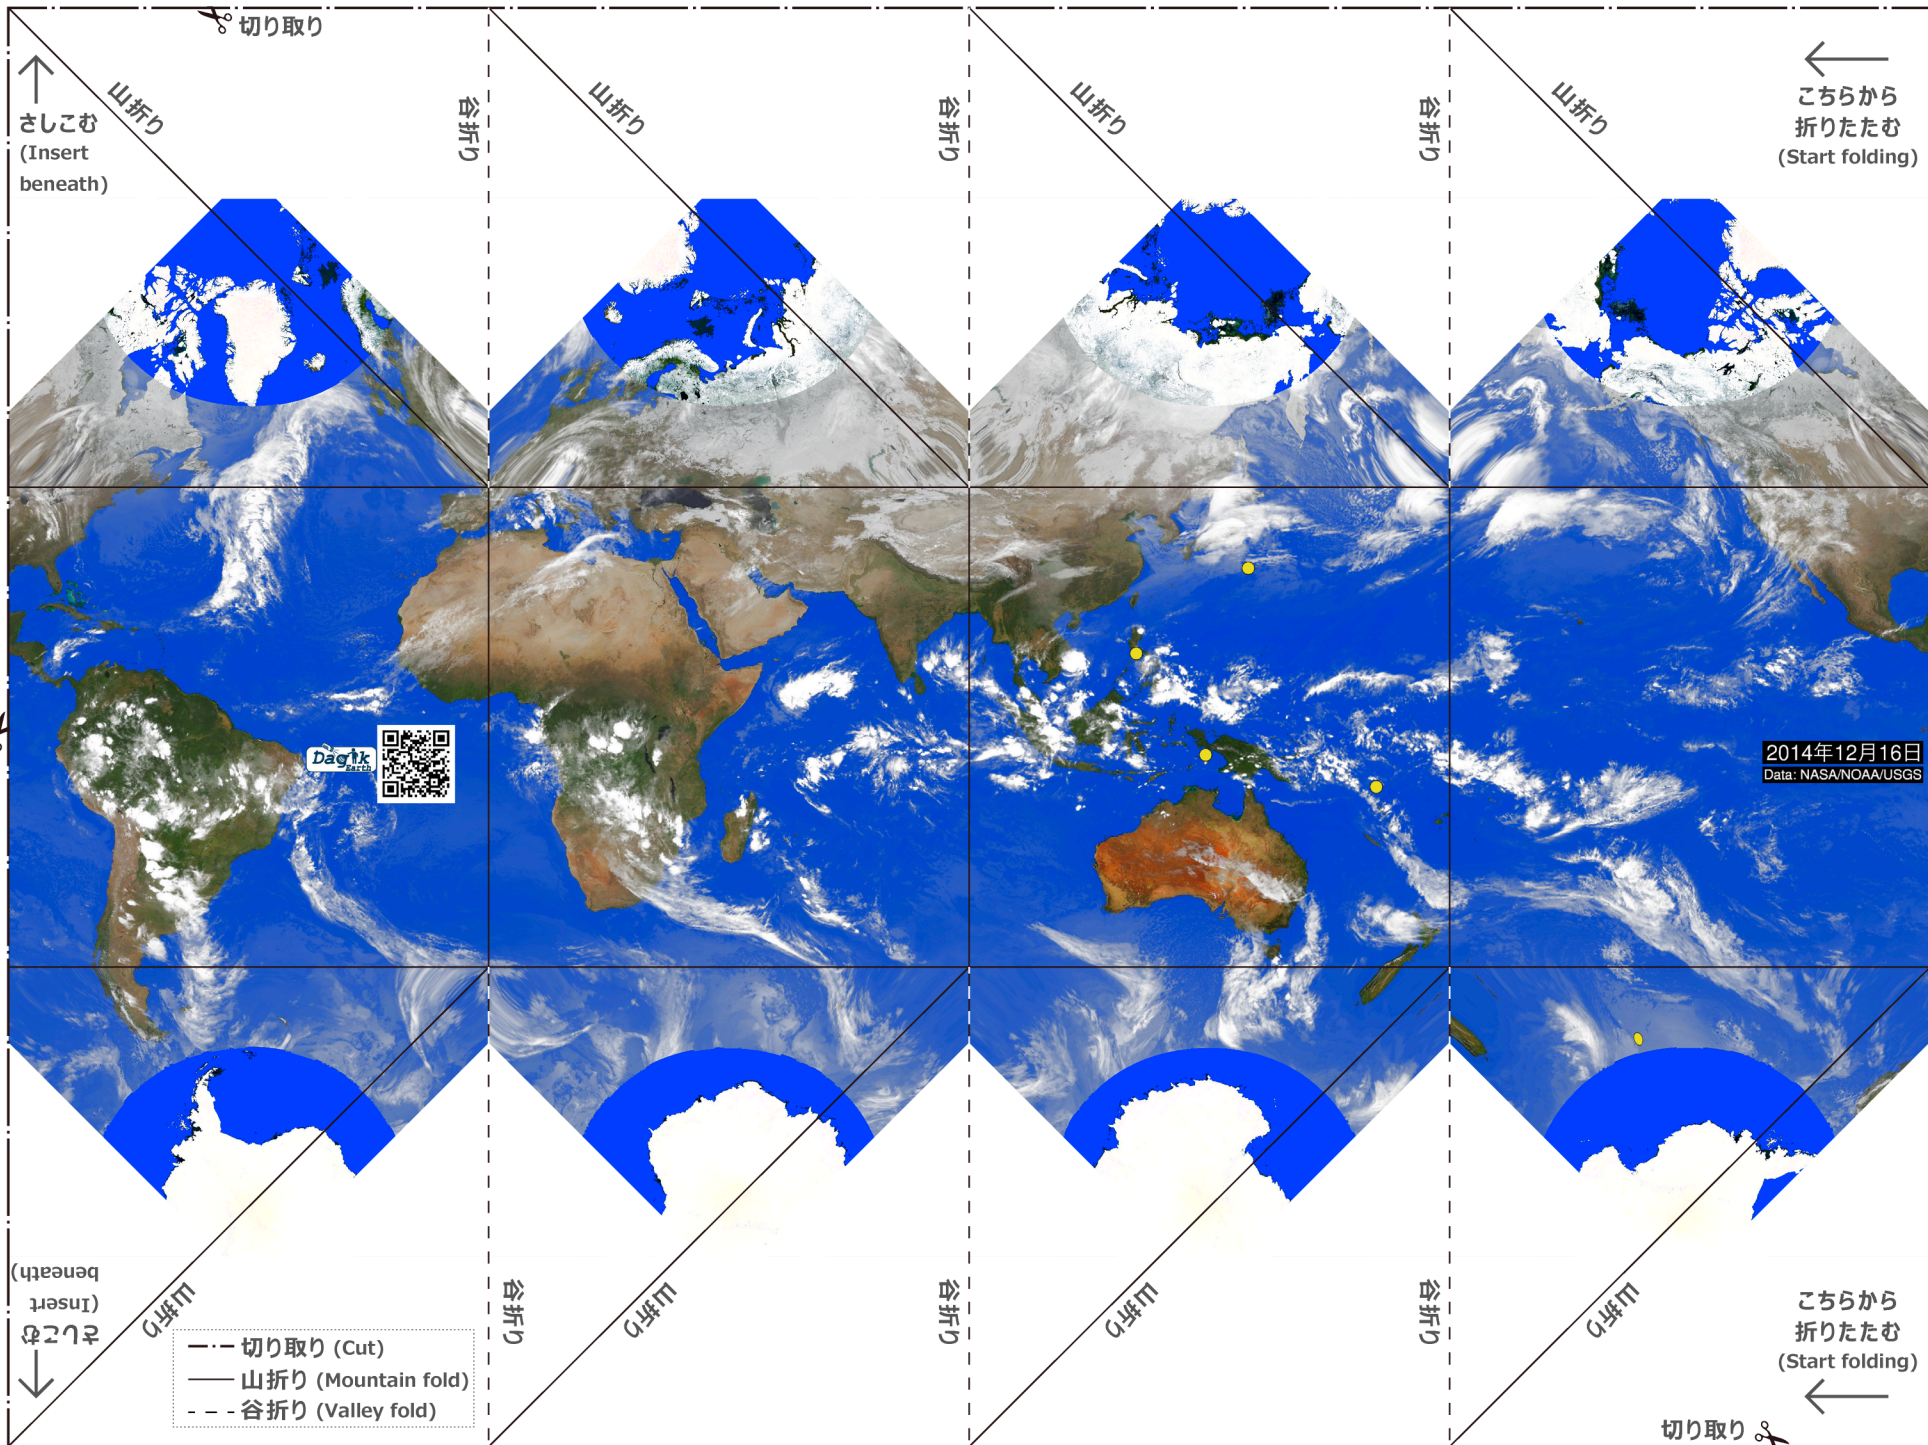 切り取り
さしこむ
(Insert
beneath)
山折り
谷折り
山折り
谷折り
山折り
谷折り
山折り
こちらから
折りたたむ
(Start folding)
Dagik
Earth
2014年12月16日
Data: NASA/NOAA/USGS
さしこむ
(Insert
beneath)
山折り
谷折り
山折り
谷折り
山折り
谷折り
山折り
こちらから
折りたたむ
(Start folding)
切り取り (Cut)
山折り (Mountain fold)
谷折り (Valley fold)
切り取り